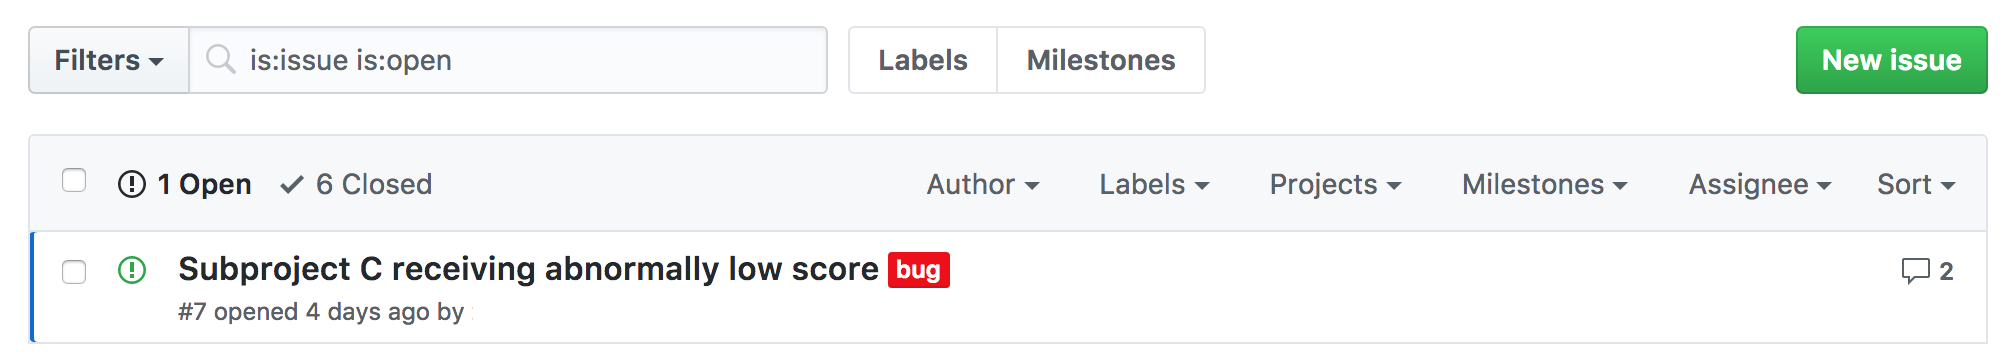 Filters is:issue is:open Labels Milestones New issue
1 Open 6 Closed Author Labels Projects Milestones Assignee Sort
Subproject C receiving abnormally low score bug 2
#7 opened 4 days ago by